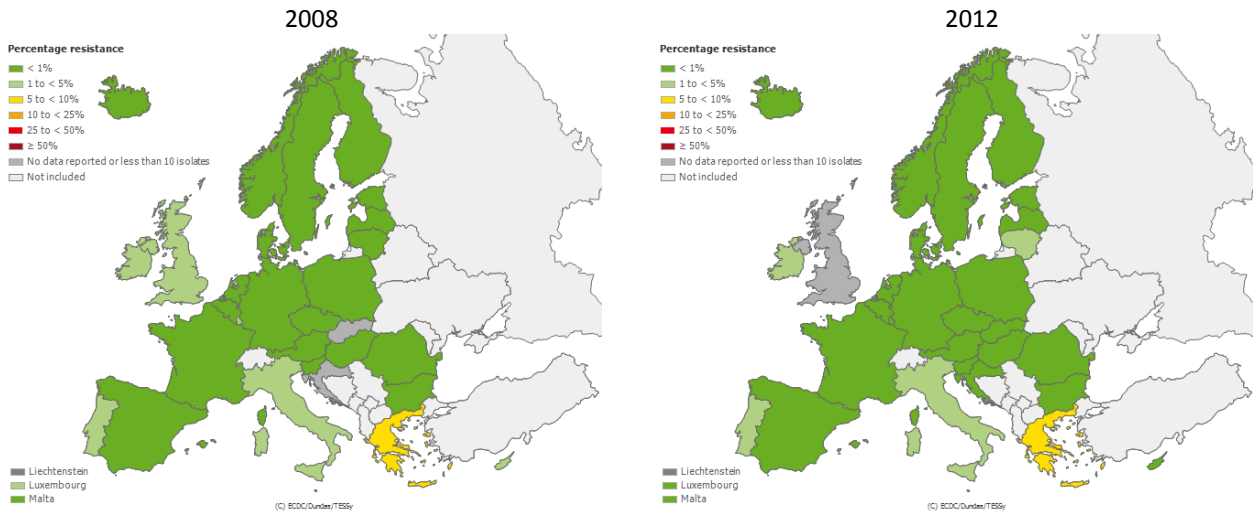 2008
Percentage resistance
< 1%
1 to < 5%
5 to < 10%
10 to < 25%
25 to < 50%
≥ 50%
No data reported or less than 10 isolates
Not included
Liechtenstein
Luxembourg
Malta
(C) ECDC/Dundas/TESSy
2012
Percentage resistance
< 1%
1 to < 5%
5 to < 10%
10 to < 25%
25 to < 50%
≥ 50%
No data reported or less than 10 isolates
Not included
Liechtenstein
Luxembourg
Malta
(C) ECDC/Dundas/TESSy